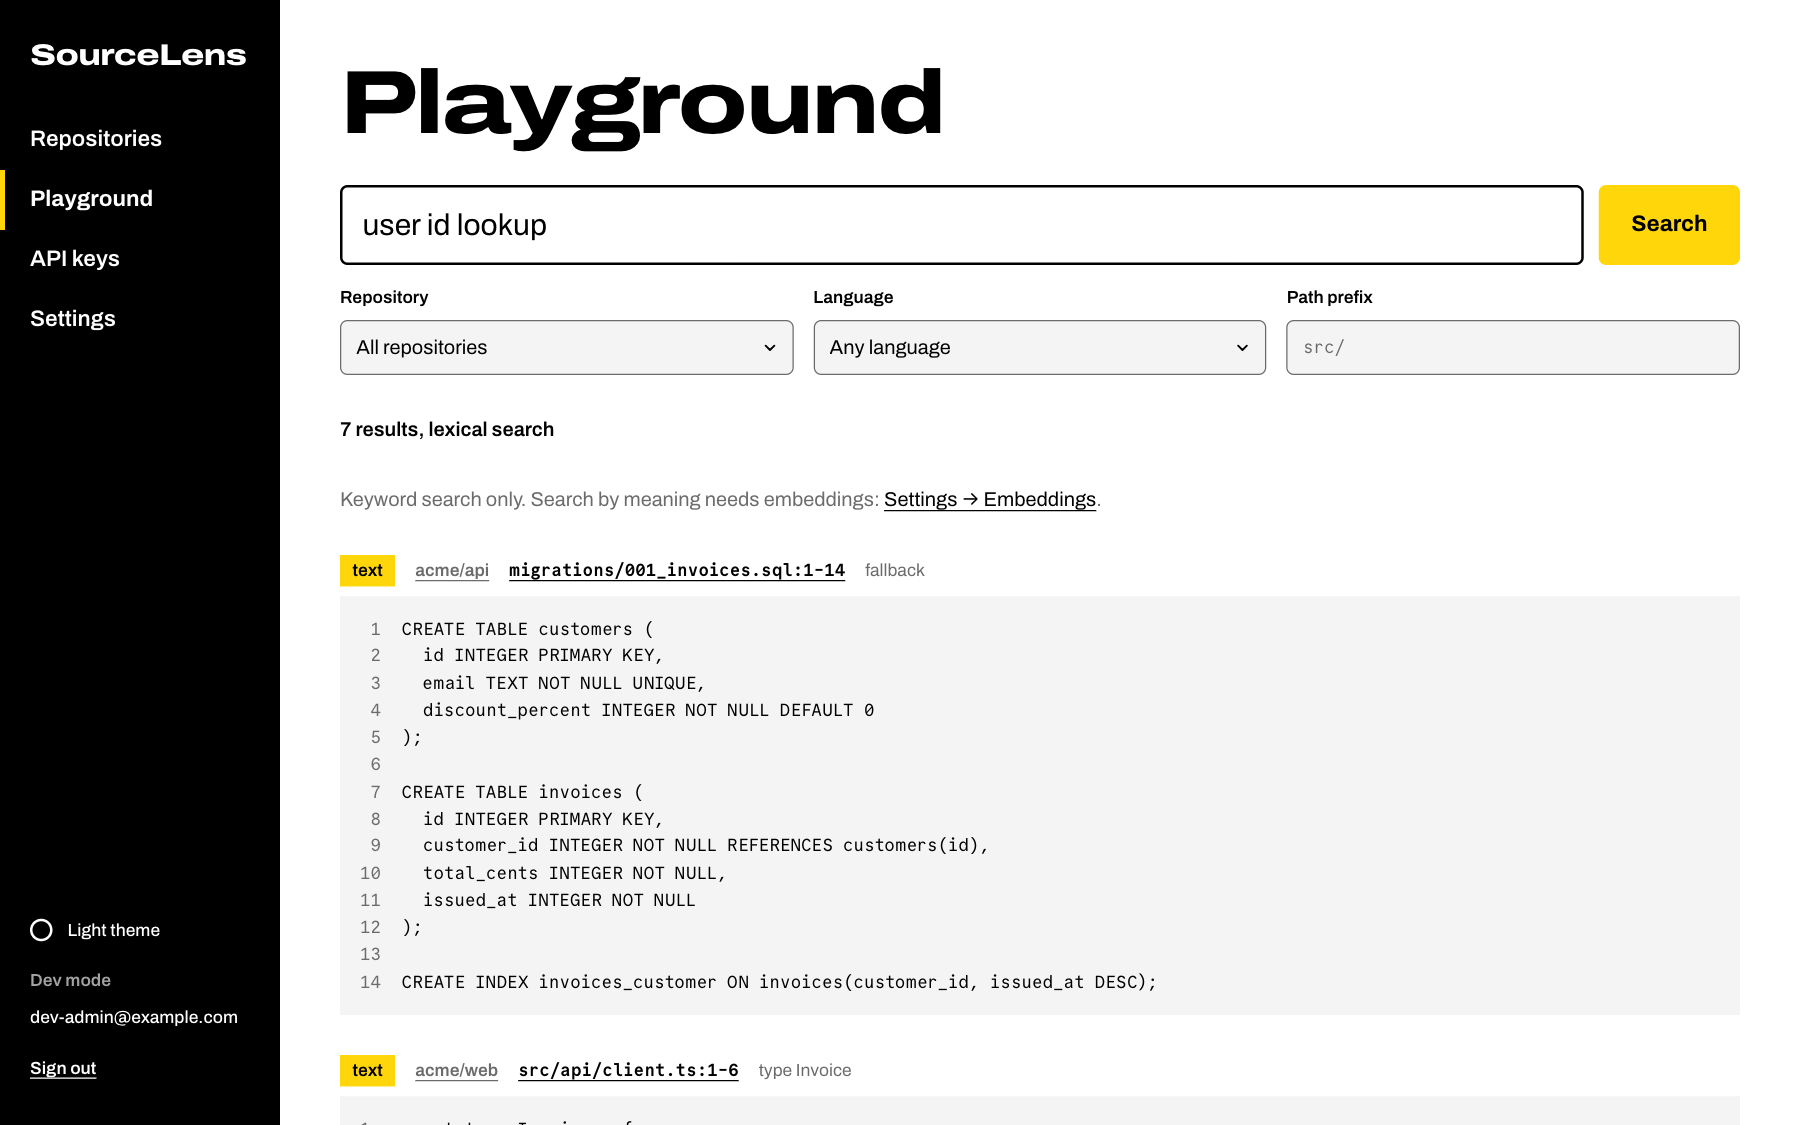 SourceLens
Repositories
Playground
API keys
Settings
Light theme
Dev mode
dev-admin@example.com
Sign out
Playground
user id lookup
Search
Repository
Language
Path prefix
All repositories
Any language
src/
7 results, lexical search
Keyword search only. Search by meaning needs embeddings: Settings → Embeddings.
text acme/api migrations/001_invoices.sql:1-14 fallback
1 CREATE TABLE customers (
2   id INTEGER PRIMARY KEY,
3   email TEXT NOT NULL UNIQUE,
4   discount_percent INTEGER NOT NULL DEFAULT 0
5 );
6
7 CREATE TABLE invoices (
8   id INTEGER PRIMARY KEY,
9   customer_id INTEGER NOT NULL REFERENCES customers(id),
10   total_cents INTEGER NOT NULL,
11   issued_at INTEGER NOT NULL
12 );
13
14 CREATE INDEX invoices_customer ON invoices(customer_id, issued_at DESC);
text acme/web src/api/client.ts:1-6 type Invoice